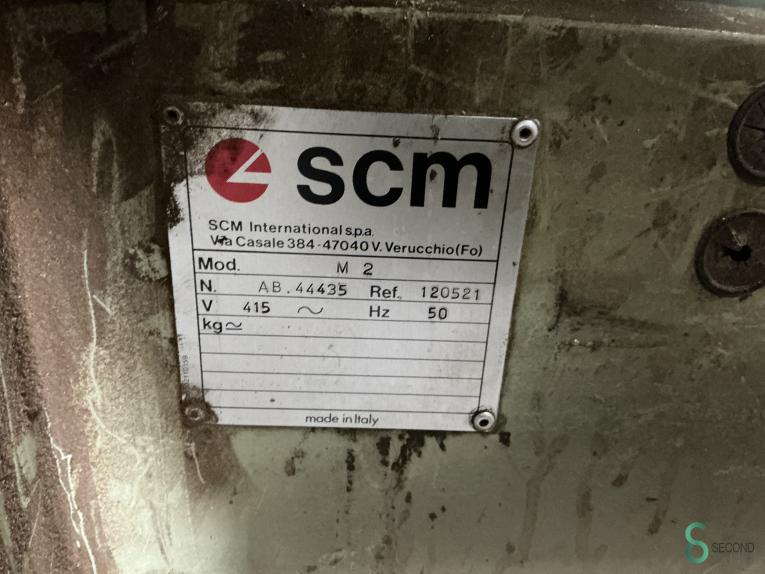 scm
SCM International s.p.a.
Via Casale 384-47040 V. Verucchio (Fo)
Mod. M 2
N. AB.44435 Ref. 120521
V 415 ~ Hz 50
kg ≃
made in Italy
SECOND